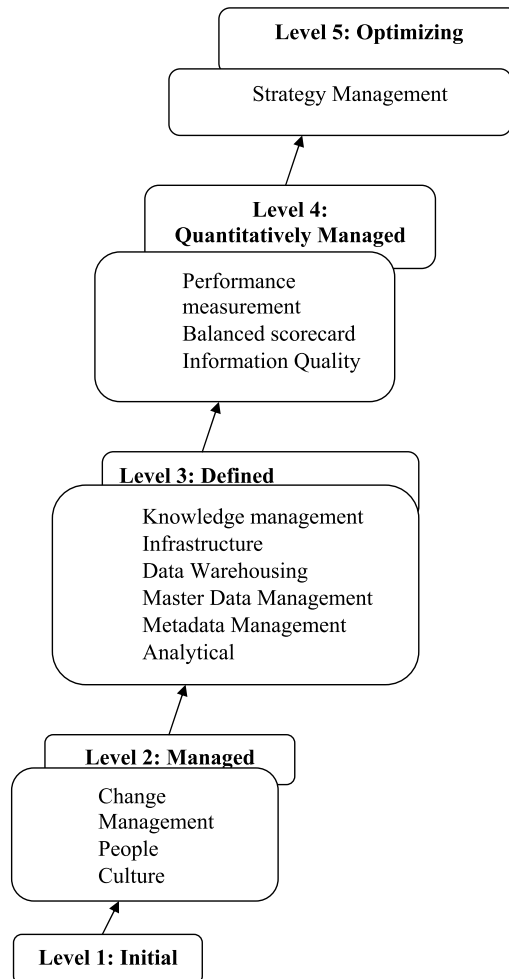 Level 5: Optimizing
Strategy Management
Level 4:
Quantitatively Managed
Performance
measurement
Balanced scorecard
Information Quality
Level 3: Defined
Knowledge management
Infrastructure
Data Warehousing
Master Data Management
Metadata Management
Analytical
Level 2: Managed
Change
Management
People
Culture
Level 1: Initial